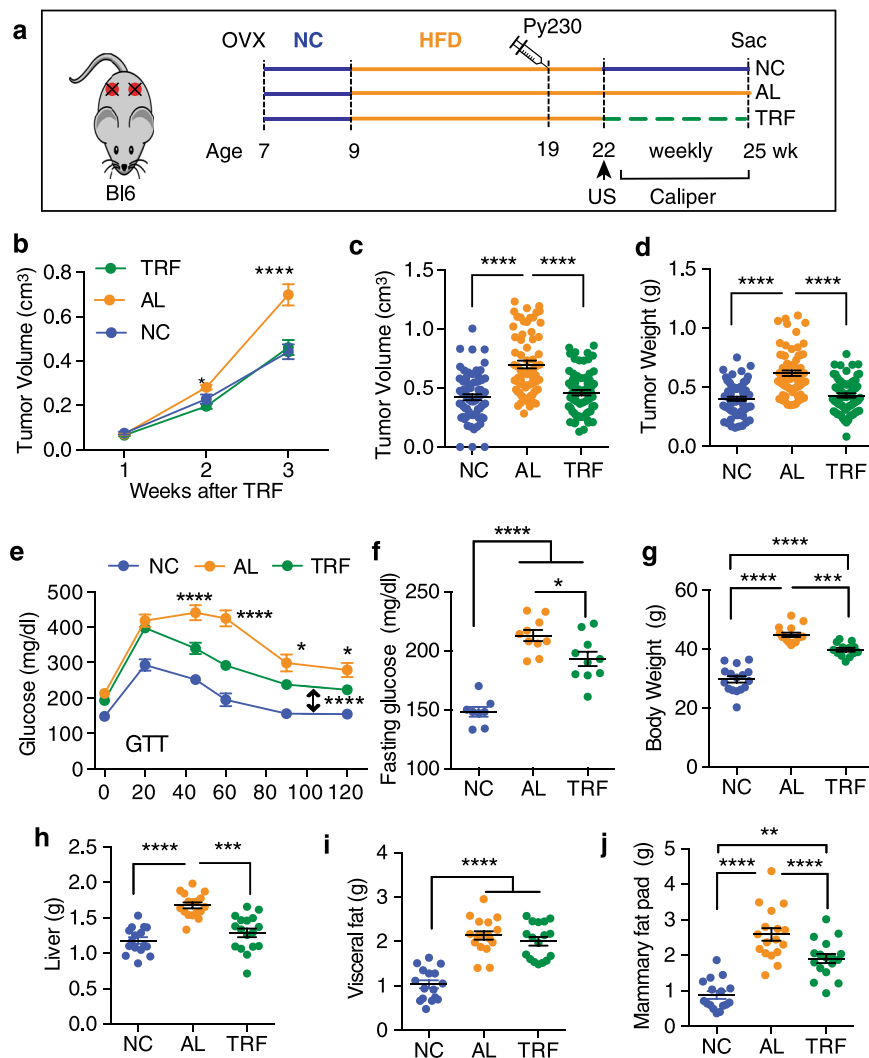 a
OVX NC HFD Py230 Sac
NC
AL
TRF
Age 7 9 19 22 weekly 25 wk
Bl6 US Caliper
b
TRF
AL
NC
****
*
Tumor Volume (cm³)
0.8
0.6
0.4
0.2
0.0
1 2 3
Weeks after TRF
c
**** ****
Tumor Volume (cm³)
1.5
1.0
0.5
0.0
NC AL TRF
d
**** ****
Tumor Weight (g)
1.5
1.0
0.5
0.0
NC AL TRF
e
NC AL TRF
**** **** * *
****
Glucose (mg/dl)
500
400
300
200
100
0
GTT
0 20 40 60 80 100 120
f
****
*
Fasting glucose (mg/dl)
250
200
150
100
NC AL TRF
g
****
**** ***
Body Weight (g)
60
40
20
0
NC AL TRF
h
**** ***
Liver (g)
2.5
2.0
1.5
1.0
0.5
0.0
NC AL TRF
i
****
Visceral fat (g)
4
3
2
1
0
NC AL TRF
j
**
**** ****
Mammary fat pad (g)
5
4
3
2
1
0
NC AL TRF